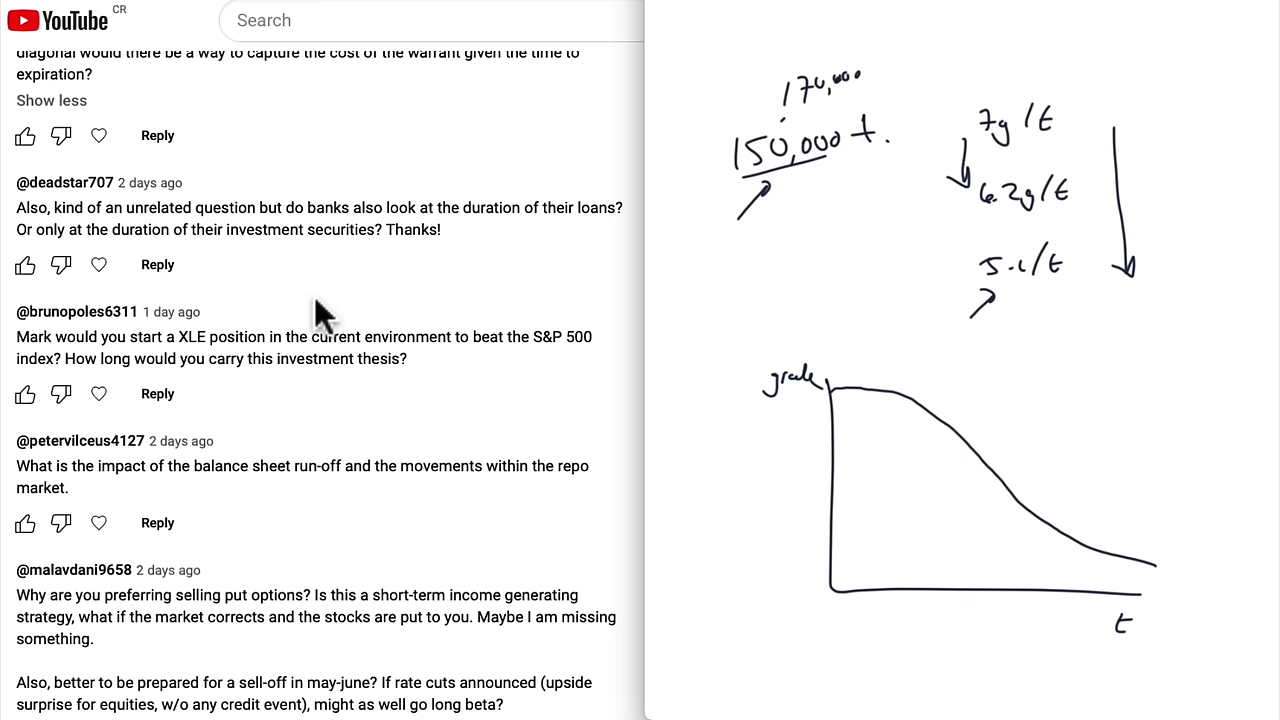 YouTube CR
Search
diagonal would there be a way to capture the cost of the warrant given the time to
expiration?
Show less
Reply
@deadstar707 2 days ago
Also, kind of an unrelated question but do banks also look at the duration of their loans?
Or only at the duration of their investment securities? Thanks!
Reply
@brunopoles6311 1 day ago
Mark would you start a XLE position in the current environment to beat the S&P 500
index? How long would you carry this investment thesis?
Reply
@petervilceus4127 2 days ago
What is the impact of the balance sheet run-off and the movements within the repo
market.
Reply
@malavdani9658 2 days ago
Why are you preferring selling put options? Is this a short-term income generating
strategy, what if the market corrects and the stocks are put to you. Maybe I am missing
something.
Also, better to be prepared for a sell-off in may-june? If rate cuts announced (upside
surprise for equities, w/o any credit event), might as well go long beta?
170,000
150,000 t.
7g/t
6.2g/t
grade
t